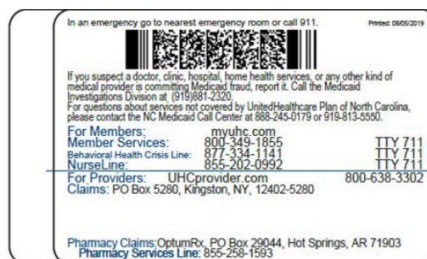 In an emergency go to nearest emergency room or call 911. Printed: 09/05/2019
If you suspect a doctor, clinic, hospital, home health services, or any other kind of
medical provider is committing Medicaid fraud, report it. Call the Medicaid
Investigations Division at (919)881-2320.
For questions about services not covered by UnitedHealthcare Plan of North Carolina,
please contact the NC Medicaid Call Center at 888-245-0179 or 919-813-5550.
For Members: myuhc.com
Member Services: 800-349-1855 TTY 711
Behavioral Health Crisis Line: 877-334-1141 TTY 711
NurseLine: 855-202-0992 TTY 711
For Providers: UHCprovider.com 800-638-3302
Claims: PO Box 5280, Kingston, NY, 12402-5280
Pharmacy Claims:OptumRx, PO Box 29044, Hot Springs, AR 71903
Pharmacy Services Line: 855-258-1593